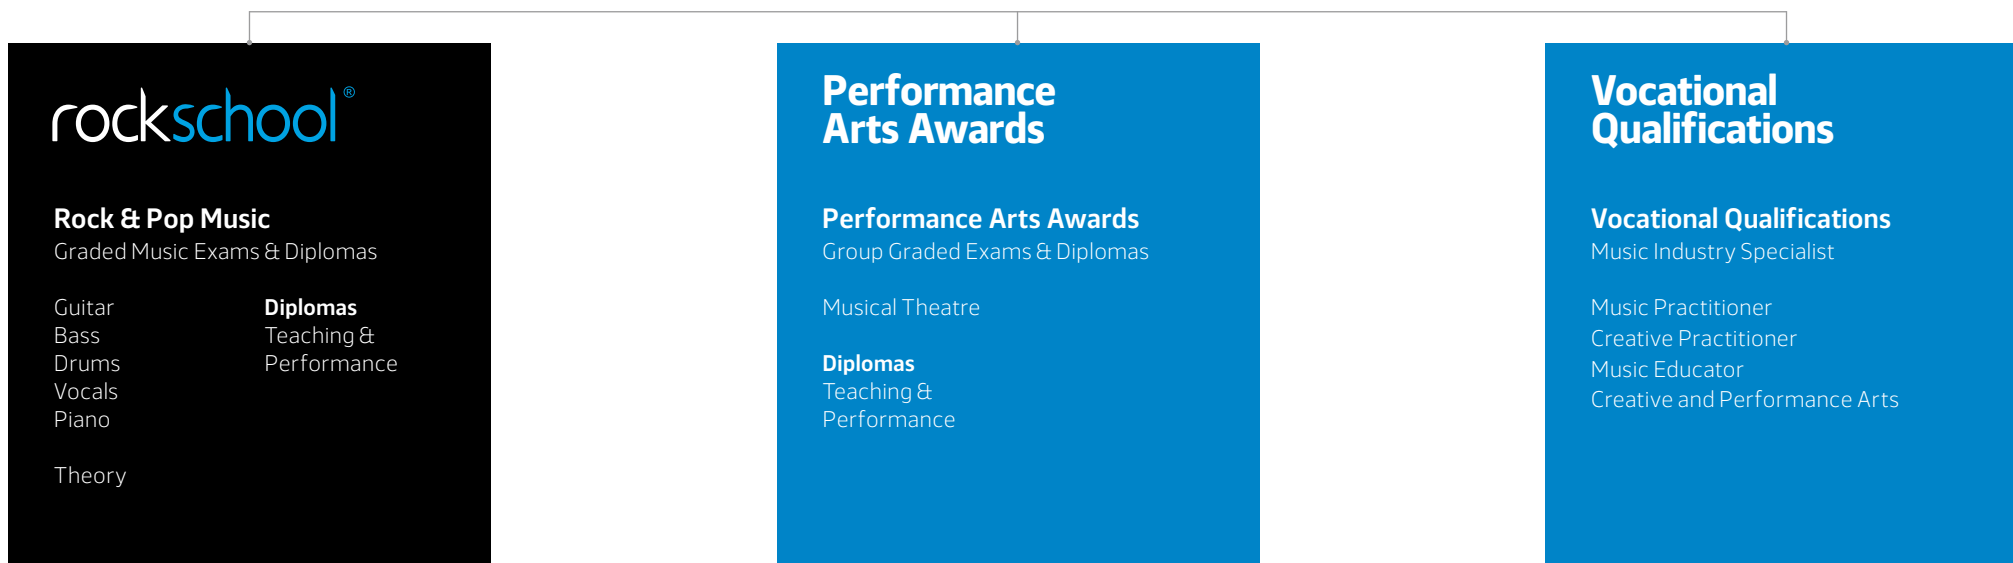 rockschool®
Rock & Pop Music
Graded Music Exams & Diplomas
Guitar
Bass
Drums
Vocals
Piano
Theory
Diplomas
Teaching &
Performance
Performance
Arts Awards
Performance Arts Awards
Group Graded Exams & Diplomas
Musical Theatre
Diplomas
Teaching &
Performance
Vocational
Qualifications
Vocational Qualifications
Music Industry Specialist
Music Practitioner
Creative Practitioner
Music Educator
Creative and Performance Arts